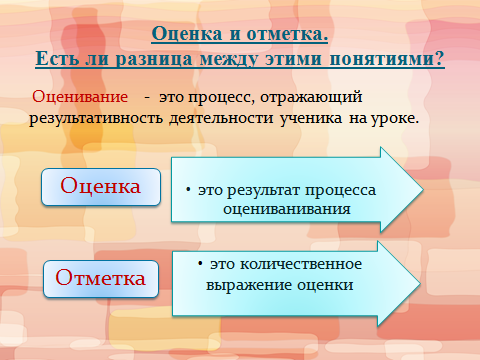 Оценка и отметка.
Есть ли разница между этими понятиями?
Оценивание - это процесс, отражающий
результативность деятельности ученика на уроке.
Оценка
• это результат процесса
оцениванивания
Отметка
• это количественное
выражение оценки